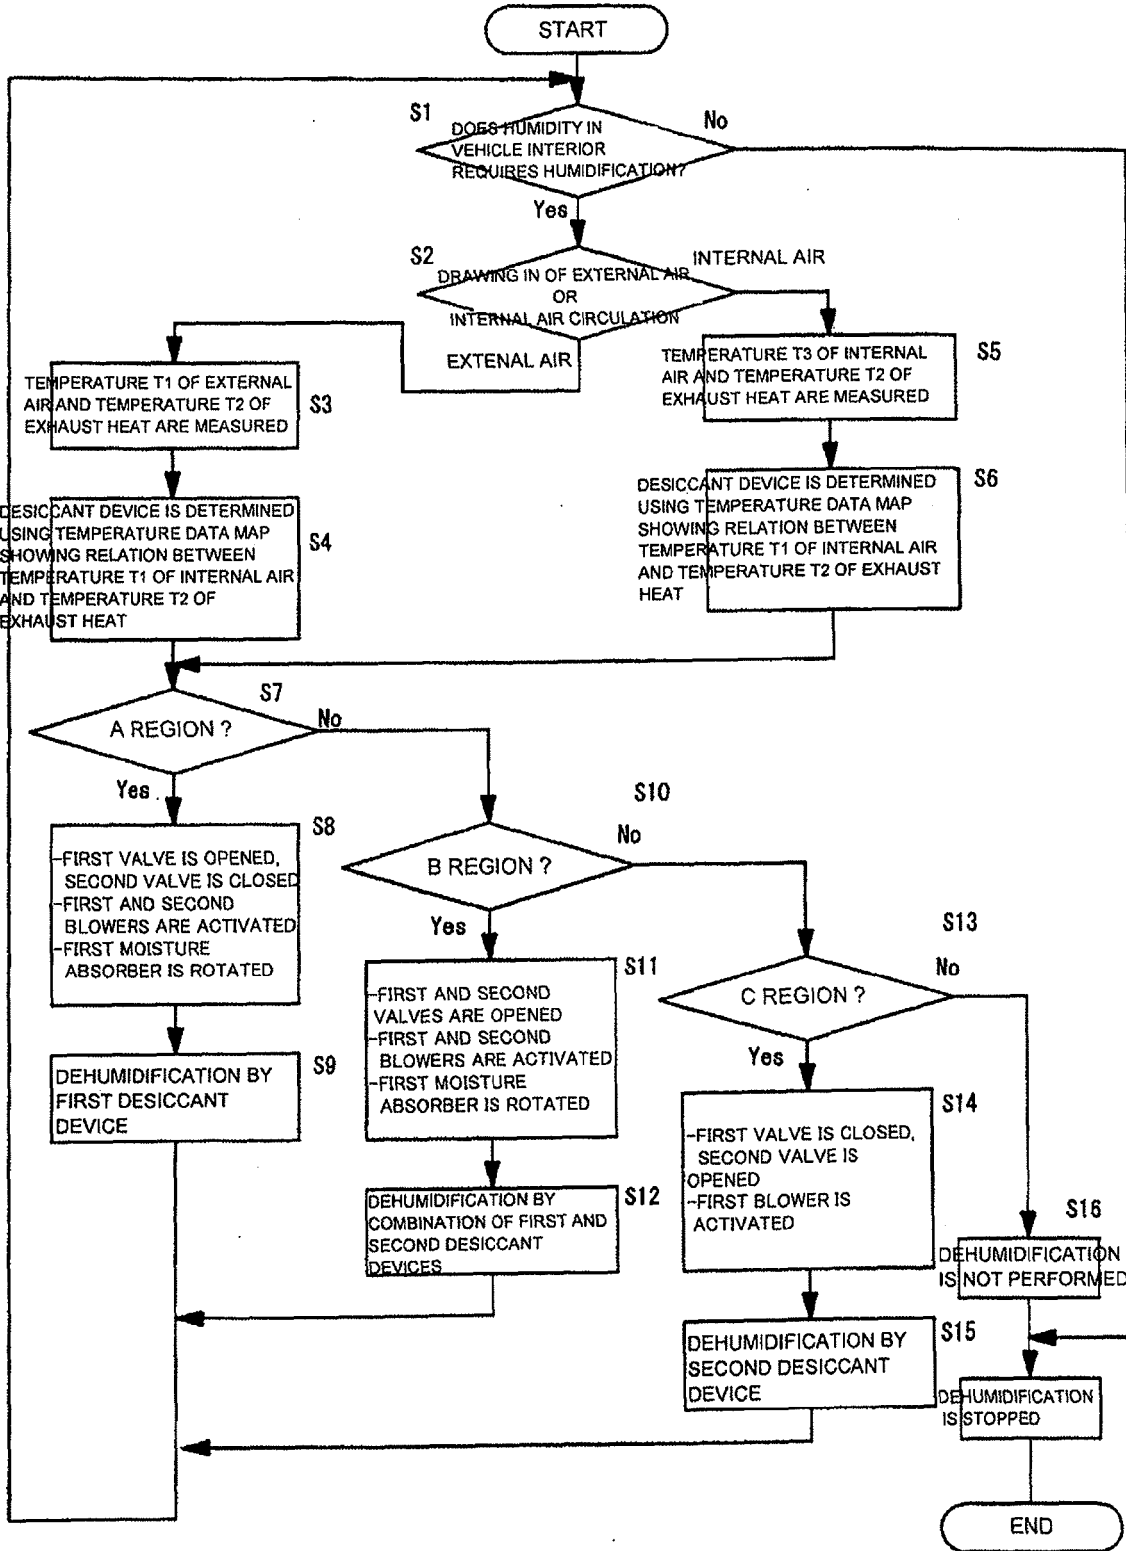 START
S1
DOES HUMIDITY IN
VEHICLE INTERIOR
REQUIRES HUMIDIFICATION?
No
Yes
S2
DRAWING IN OF EXTERNAL AIR
OR
INTERNAL AIR CIRCULATION
INTERNAL AIR
EXTENAL AIR
TEMPERATURE T1 OF EXTERNAL
AIR AND TEMPERATURE T2 OF
EXHAUST HEAT ARE MEASURED
S3
TEMPERATURE T3 OF INTERNAL
AIR AND TEMPERATURE T2 OF
EXHAUST HEAT ARE MEASURED
S5
DESICCANT DEVICE IS DETERMINED
USING TEMPERATURE DATA MAP
SHOWING RELATION BETWEEN
TEMPERATURE T1 OF INTERNAL AIR
AND TEMPERATURE T2 OF
EXHAUST HEAT
S4
DESICCANT DEVICE IS DETERMINED
USING TEMPERATURE DATA MAP
SHOWING RELATION BETWEEN
TEMPERATURE T1 OF INTERNAL AIR
AND TEMPERATURE T2 OF EXHAUST
HEAT
S6
S7
A REGION ?
No
Yes
S8
-FIRST VALVE IS OPENED,
SECOND VALVE IS CLOSED
-FIRST AND SECOND
BLOWERS ARE ACTIVATED
-FIRST MOISTURE
ABSORBER IS ROTATED
S9
DEHUMIDIFICATION BY
FIRST DESICCANT
DEVICE
S10
B REGION ?
No
Yes
S11
-FIRST AND SECOND
VALVES ARE OPENED
-FIRST AND SECOND
BLOWERS ARE ACTIVATED
-FIRST MOISTURE
ABSORBER IS ROTATED
S12
DEHUMIDIFICATION BY
COMBINATION OF FIRST AND
SECOND DESICCANT
DEVICES
S13
C REGION ?
No
Yes
S14
-FIRST VALVE IS CLOSED,
SECOND VALVE IS
OPENED
-FIRST BLOWER IS
ACTIVATED
S15
DEHUMIDIFICATION BY
SECOND DESICCANT
DEVICE
S16
DEHUMIDIFICATION
IS NOT PERFORMED
DEHUMIDIFICATION
IS STOPPED
END